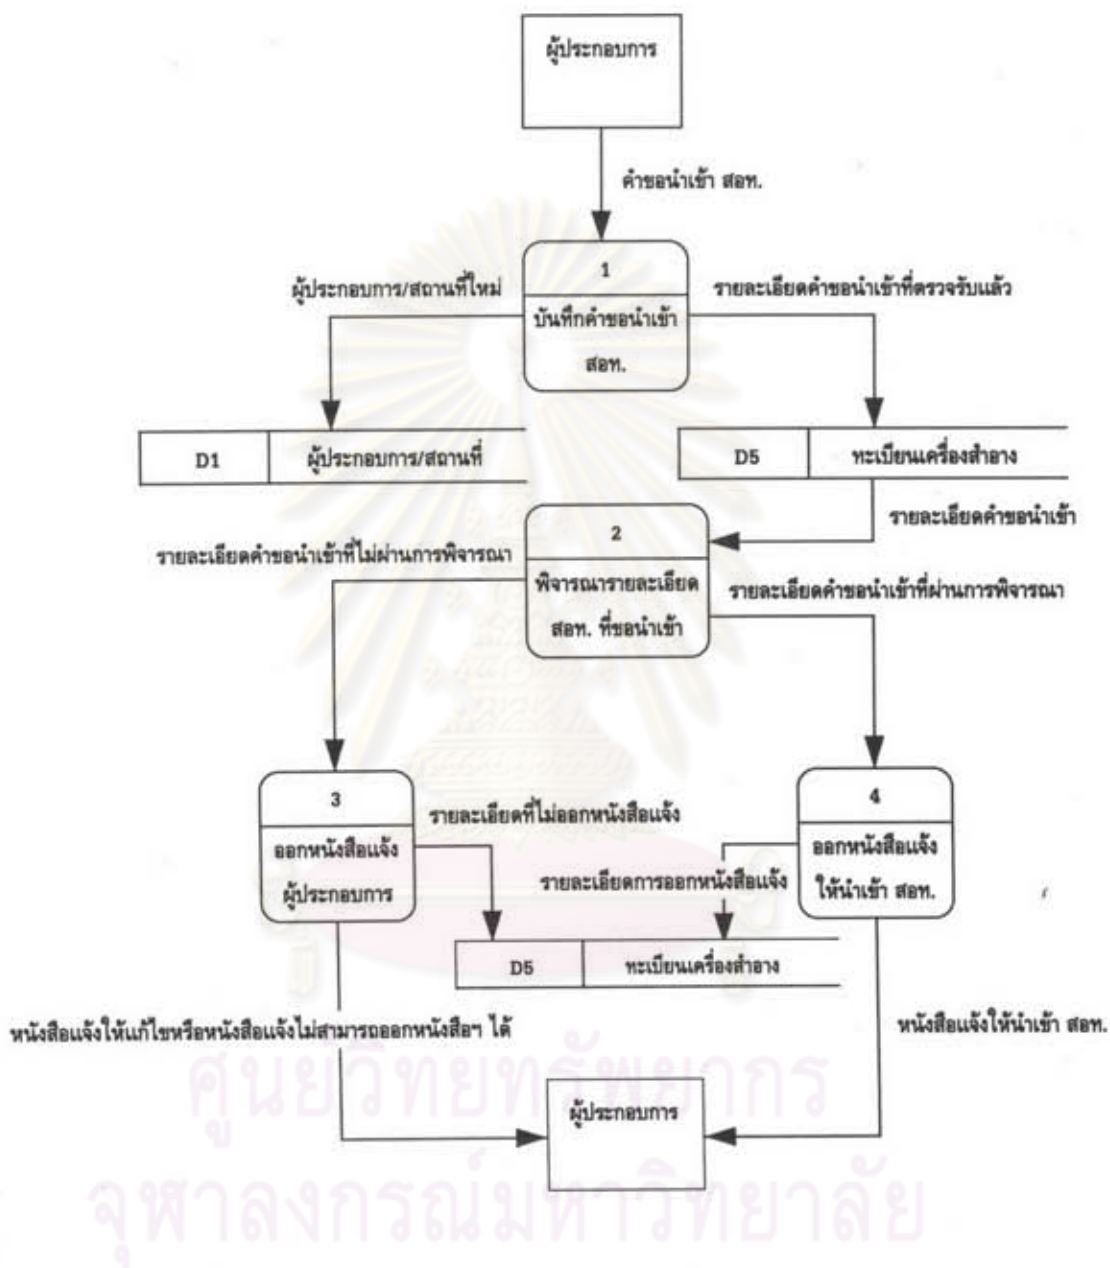 ผู้ประกอบการ
คำขอนำเข้า สอท.
1
ผู้ประกอบการ/สถานที่ใหม่
รายละเอียดคำขอนำเข้าที่ตรวจรับแล้ว
บันทึกคำขอนำเข้า
สอท.
D1
ผู้ประกอบการ/สถานที่
D5
ทะเบียนเครื่องสำอาง
รายละเอียดคำขอนำเข้า
2
รายละเอียดคำขอนำเข้าที่ไม่ผ่านการพิจารณา
พิจารณารายละเอียด
สอท. ที่ขอนำเข้า
รายละเอียดคำขอนำเข้าที่ผ่านการพิจารณา
3
ออกหนังสือแจ้ง
ผู้ประกอบการ
รายละเอียดที่ไม่ออกหนังสือแจ้ง
4
ออกหนังสือแจ้ง
ให้นำเข้า สอท.
รายละเอียดการออกหนังสือแจ้ง
D5
ทะเบียนเครื่องสำอาง
หนังสือแจ้งให้แก้ไขหรือหนังสือแจ้งไม่สามารถออกหนังสือฯ ได้
หนังสือแจ้งให้นำเข้า สอท.
ผู้ประกอบการ
ศูนย์วิทยทรัพยากร
จุฬาลงกรณ์มหาวิทยาลัย